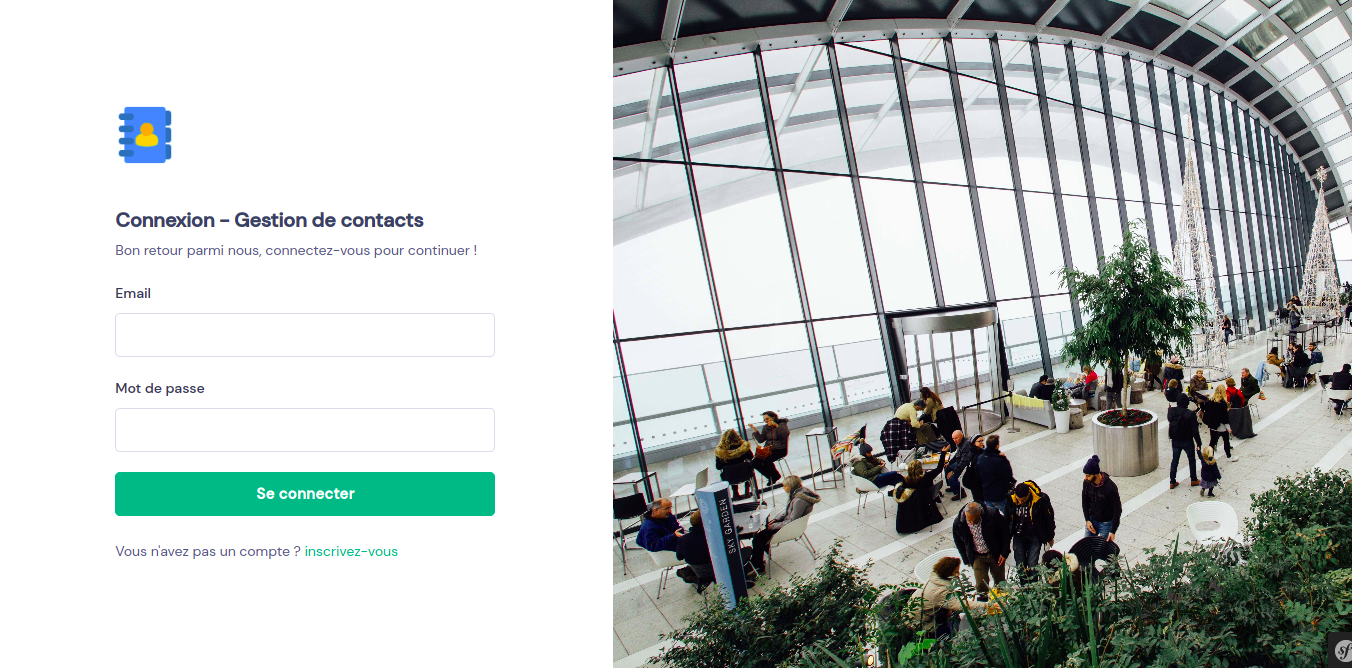 Connexion - Gestion de contacts
Bon retour parmi nous, connectez-vous pour continuer !
Email
Mot de passe
Se connecter
Vous n'avez pas un compte ? inscrivez-vous
SKY GARDEN
sf